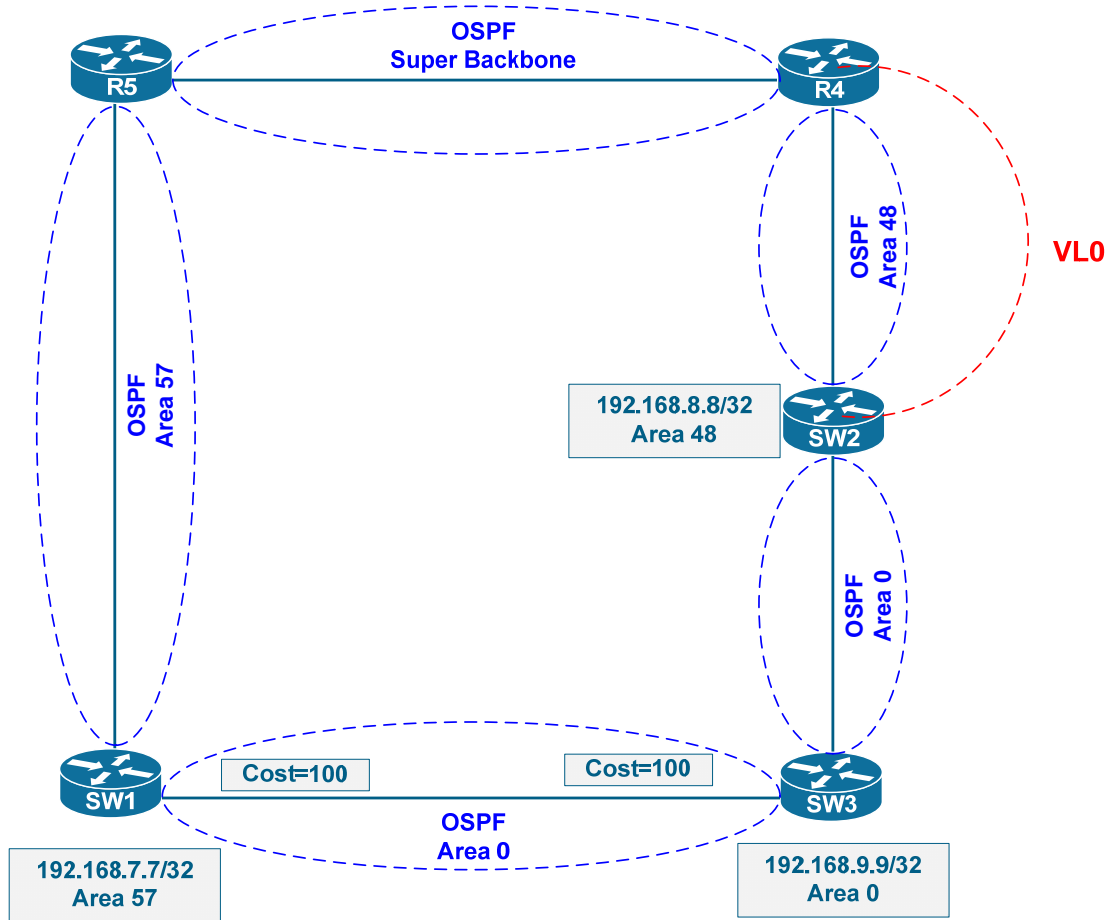 OSPF
Super Backbone
R5
R4
OSPF
Area 48
VL0
OSPF
Area 57
192.168.8.8/32
Area 48
SW2
OSPF
Area 0
Cost=100
Cost=100
SW1
SW3
OSPF
Area 0
192.168.7.7/32
Area 57
192.168.9.9/32
Area 0